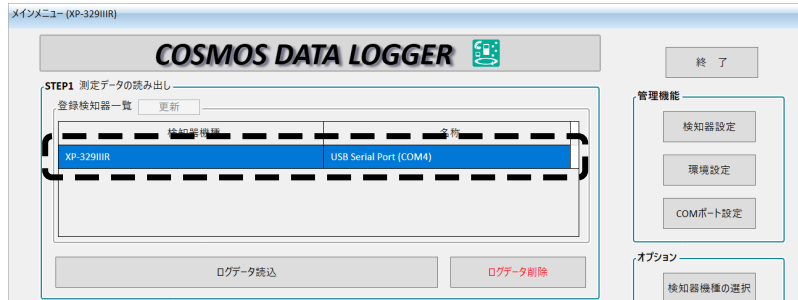 メインメニュー (XP-329IIIR)
COSMOS DATA LOGGER
終 了
STEP1 測定データの読み出し
登録検知器一覧
更新
検知器機種
名称
XP-329IIIR
USB Serial Port (COM4)
ログデータ読込
ログデータ削除
管理機能
検知器設定
環境設定
COMポート設定
オプション
検知器機種の選択